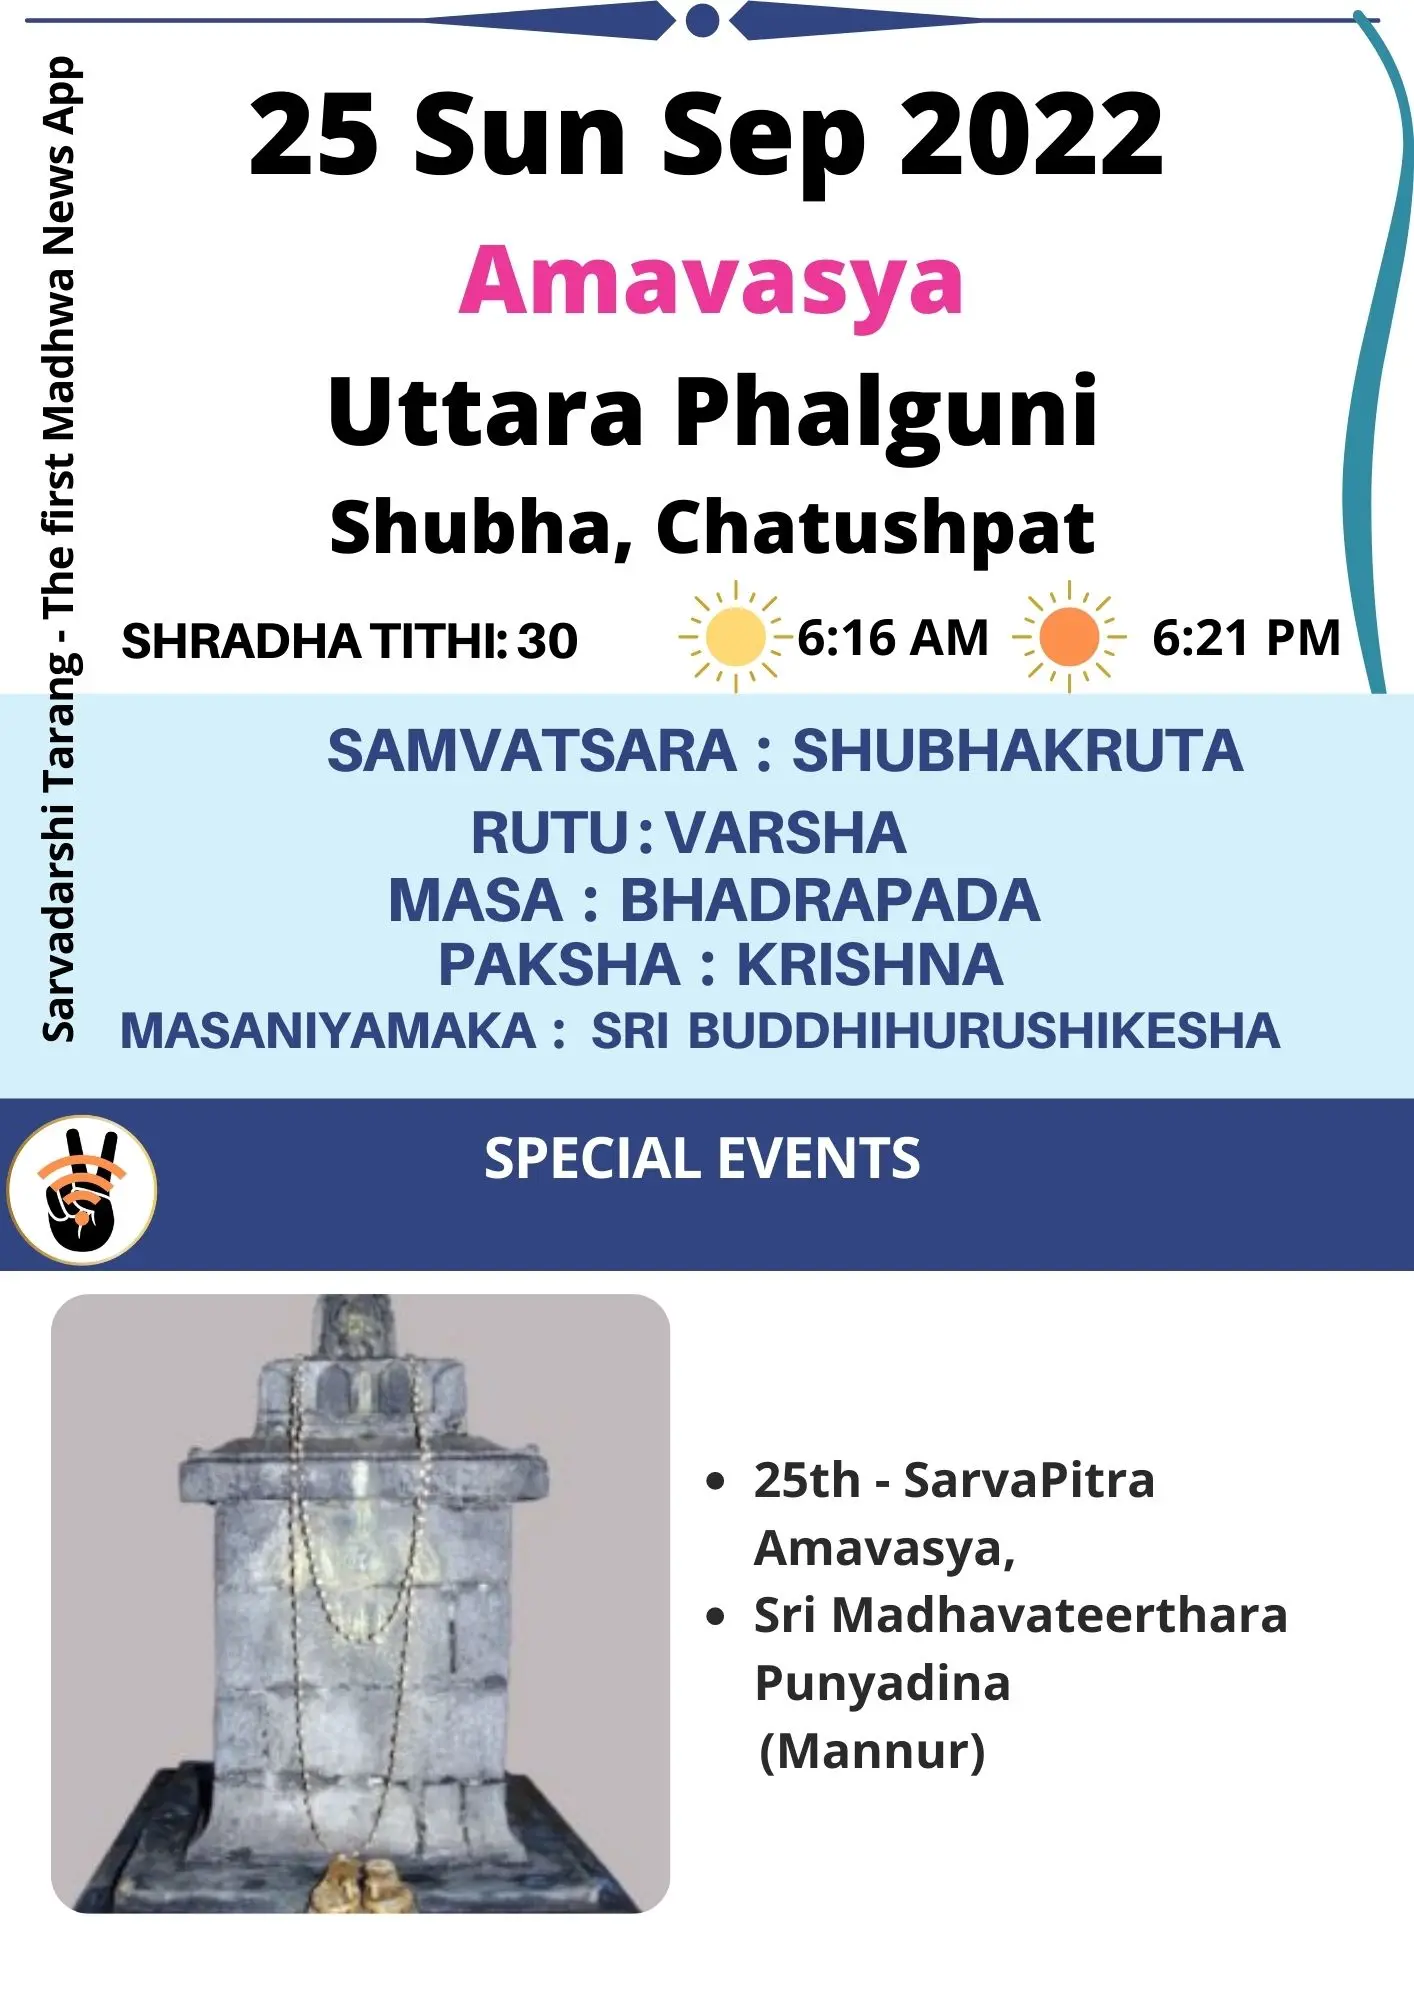 25 Sun Sep 2022
Amavasya
Uttara Phalguni
Shubha, Chatushpat
SHRADHA TITHI: 30
6:16 AM
6:21 PM
Sarvadarshi Tarang - The first Madhwa News App
SAMVATSARA : SHUBHAKRUTA
RUTU : VARSHA
MASA : BHADRAPADA
PAKSHA : KRISHNA
MASANIYAMAKA : SRI BUDDHIHURUSHIKESHA
SPECIAL EVENTS
• 25th - SarvaPitra
Amavasya,
• Sri Madhavateerthara
Punyadina
(Mannur)